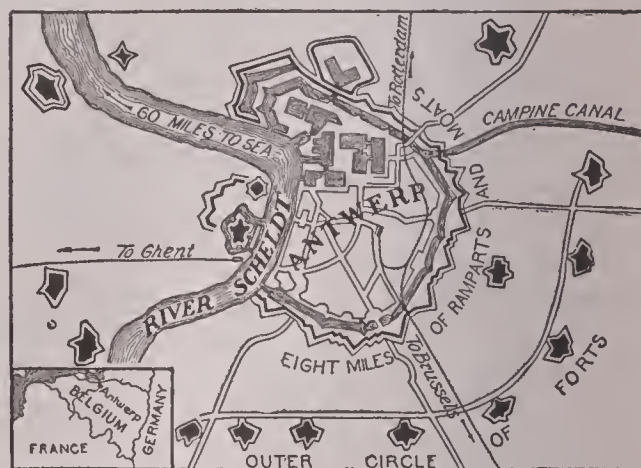 To Rotterdam
60 MILES TO SEA
MOATS
CAMPINE CANAL
AND
ANTWERP
To Ghent
RIVER SCHELDT
OF RAMPARTS
EIGHT MILES
To Brussels
FORTS
OF
Antwerp
BELGIUM
GERMANY
FRANCE
OUTER CIRCLE